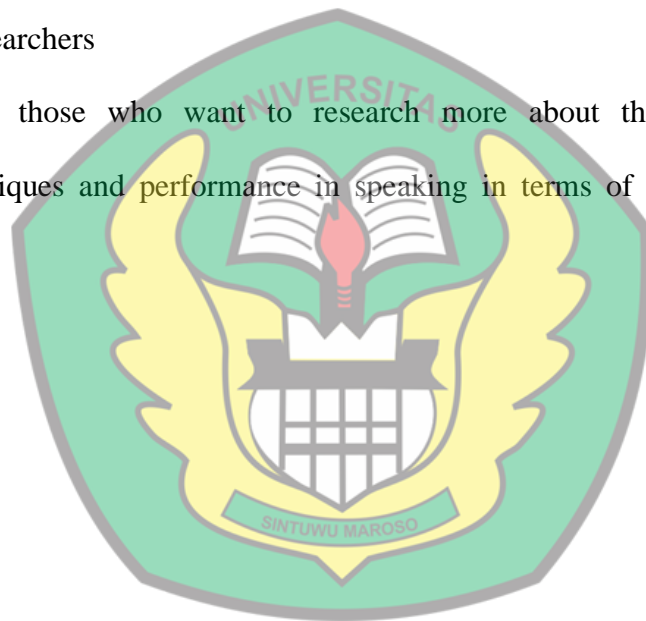 earchers
UNIVERSITAS
those who want to research more about th
iques and performance in speaking in terms of
SINTUWU MAROSO